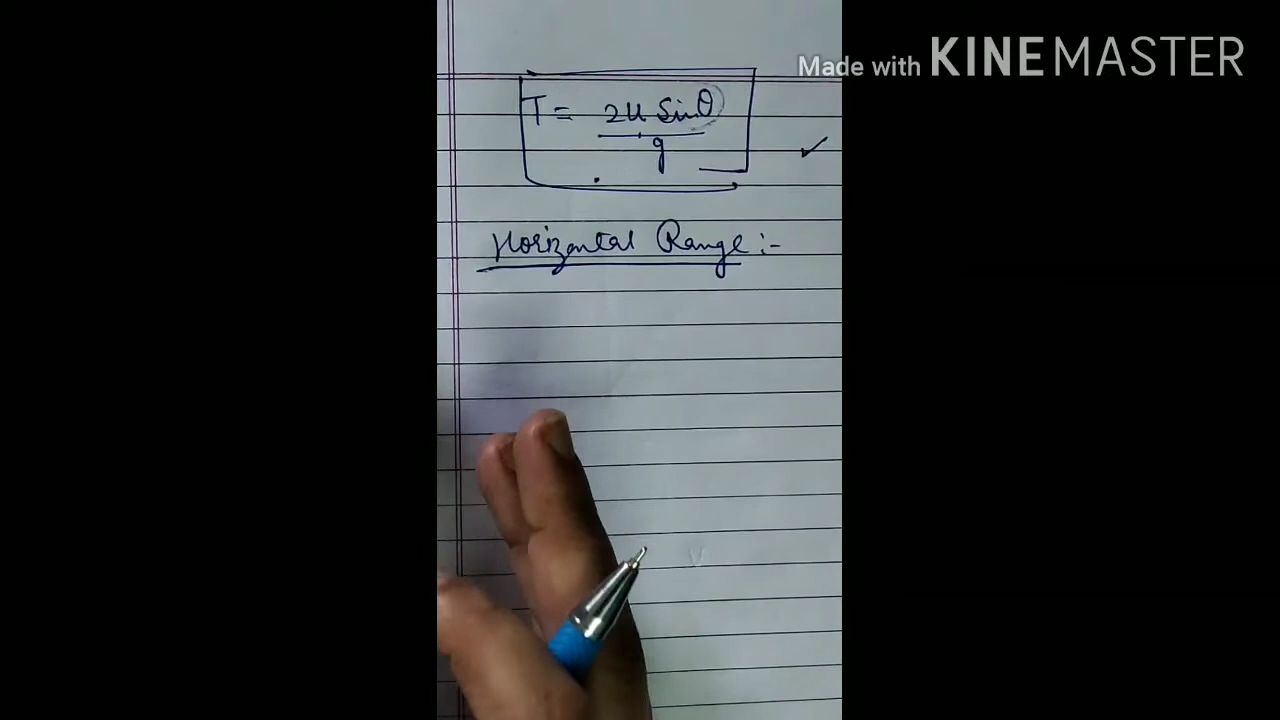 Made with KINEMASTER
T = 2u Sinθ
g
Horizontal Range :-